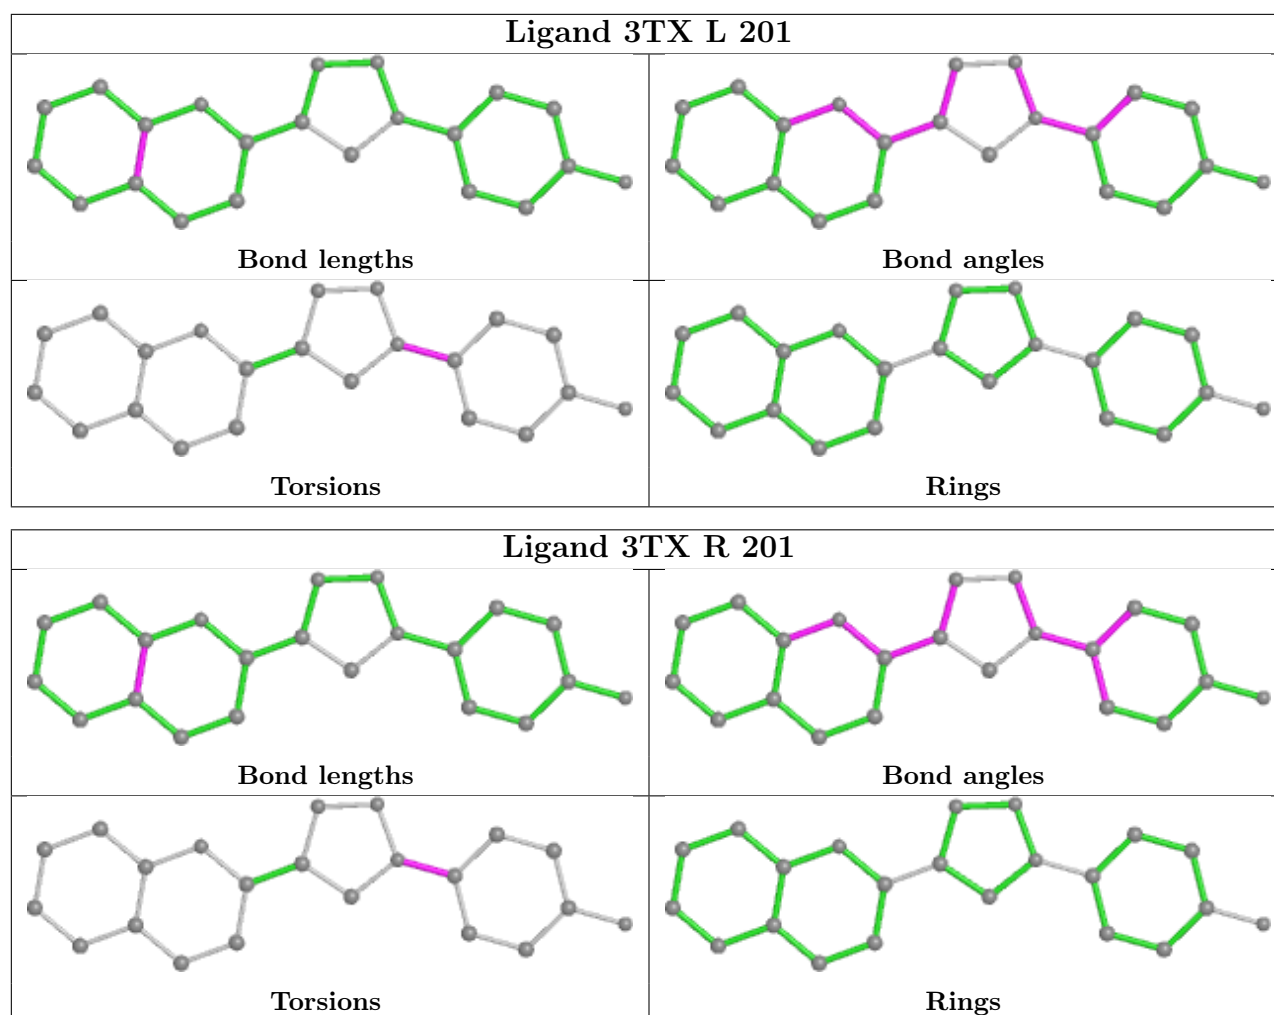 Ligand 3TX L 201
Bond lengths
Bond angles
Torsions
Rings
Ligand 3TX R 201
Bond lengths
Bond angles
Torsions
Rings